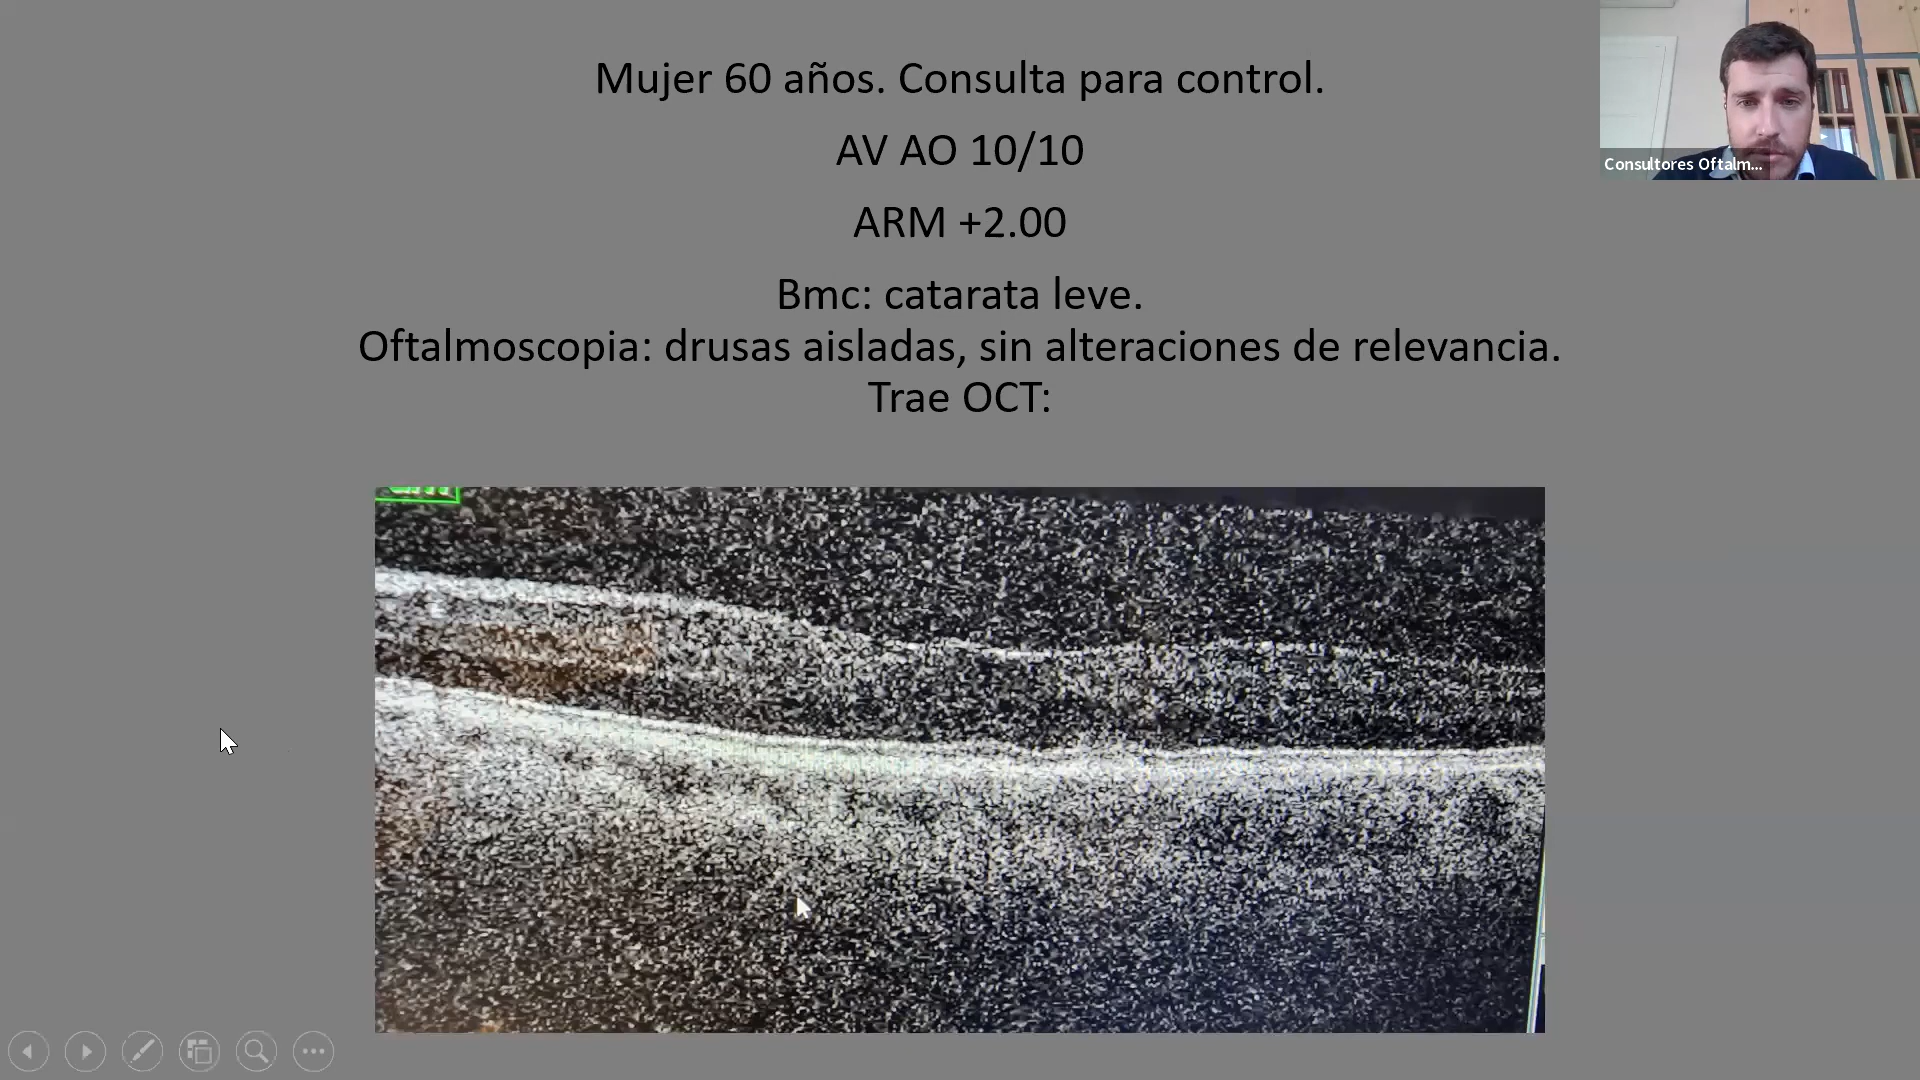 Mujer 60 años. Consulta para control.
AV AO 10/10
ARM +2.00
Bmc: catarata leve.
Oftalmoscopia: drusas aisladas, sin alteraciones de relevancia.
Trae OCT:
Consultores Oftalm...